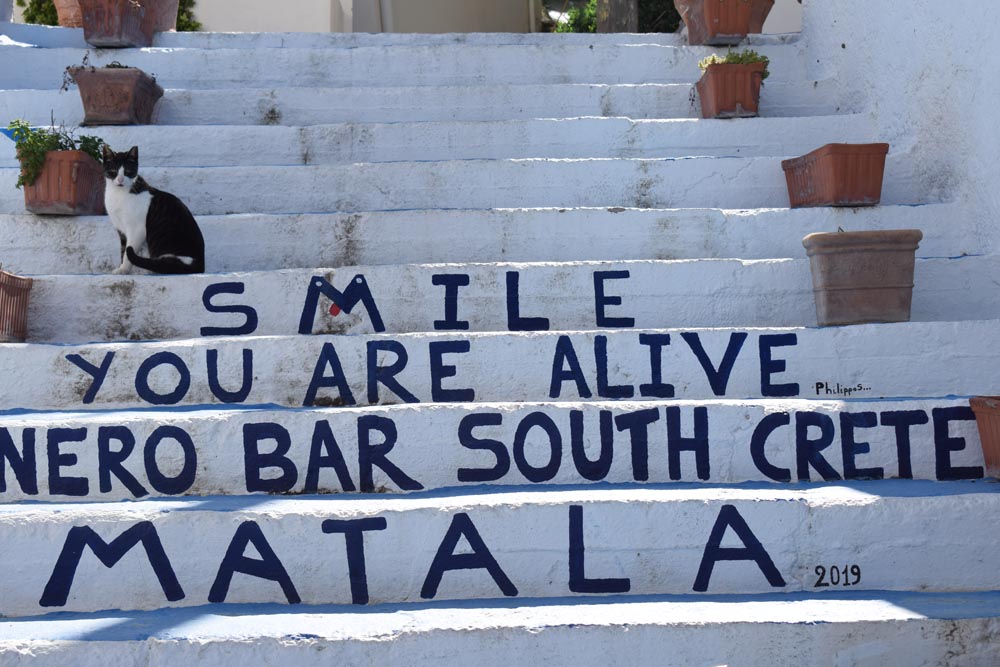 SMILE
YOU ARE ALIVE
Philippos...
NERO BAR SOUTH CRETE
MATALA
2019